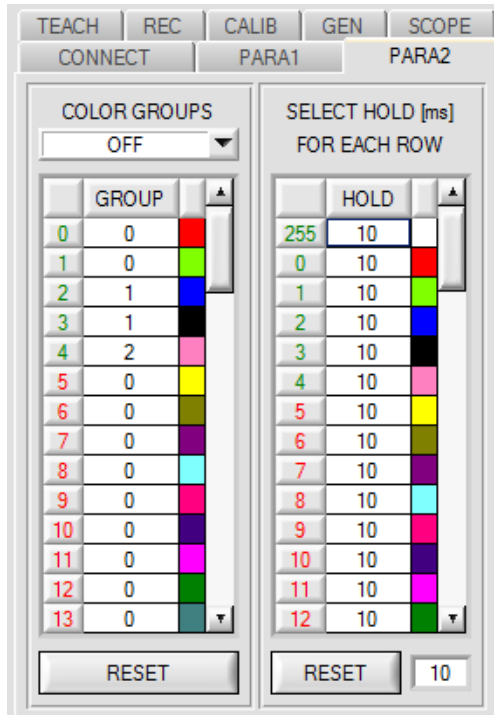 TEACH REC CALIB GEN SCOPE
CONNECT PARA1 PARA2
COLOR GROUPS
OFF
GROUP
0 0
1 0
2 1
3 1
4 2
5 0
6 0
7 0
8 0
9 0
10 0
11 0
12 0
13 0
RESET
SELECT HOLD [ms]
FOR EACH ROW
HOLD
255 10
0 10
1 10
2 10
3 10
4 10
5 10
6 10
7 10
8 10
9 10
10 10
11 10
12 10
RESET 10